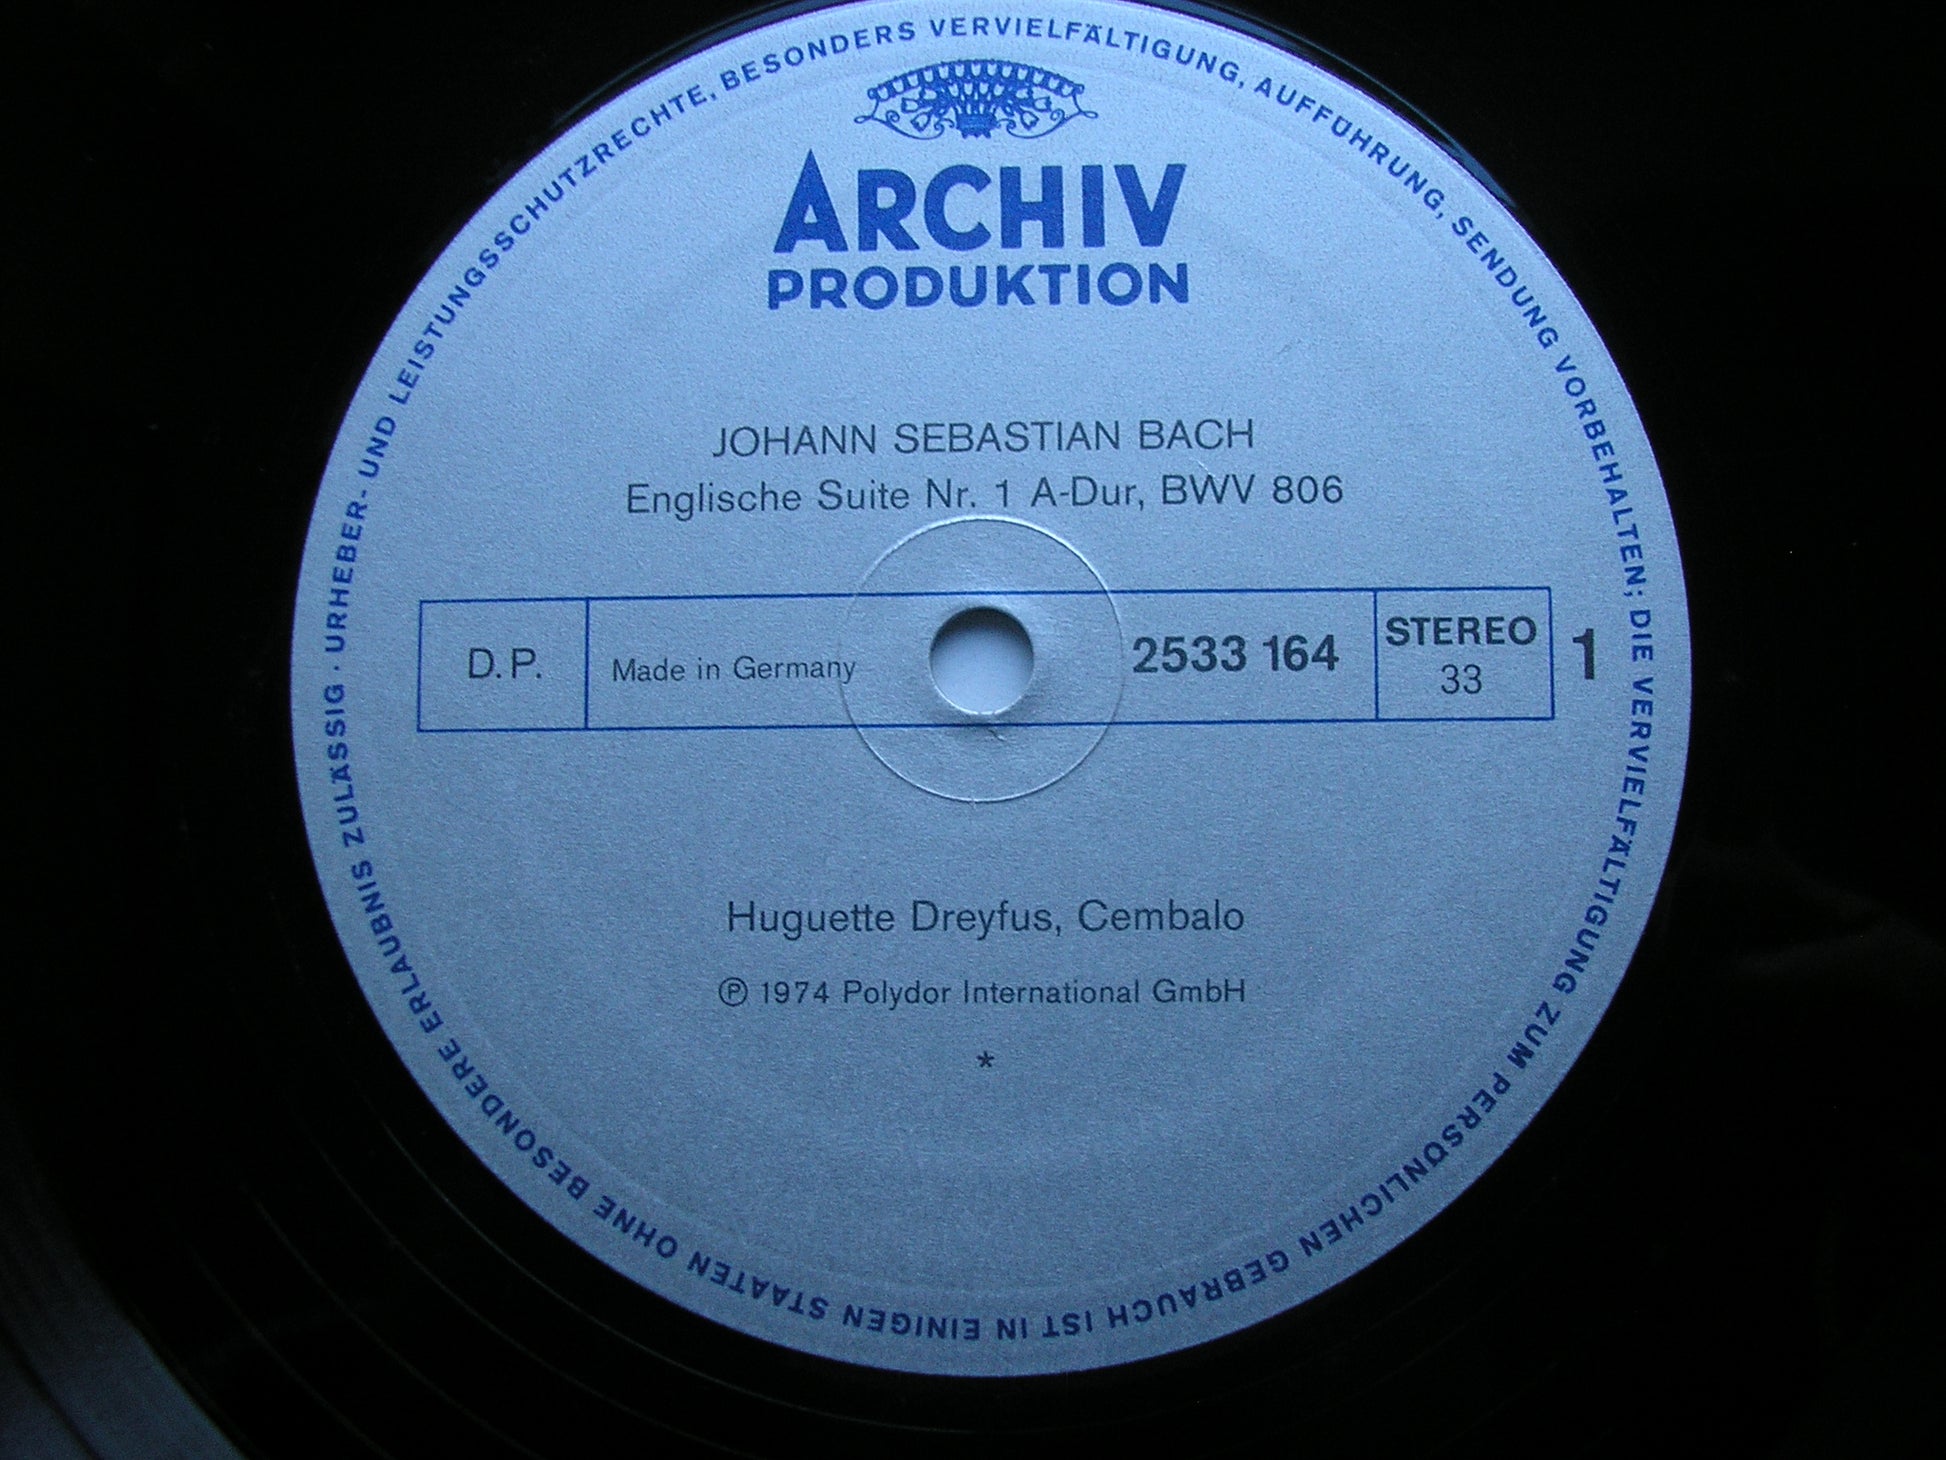 ARCHIV
PRODUKTION
JOHANN SEBASTIAN BACH
Englische Suite Nr. 1 A-Dur, BWV 806
D. P.
Made in Germany
2533 164
STEREO
33
1
Huguette Dreyfus, Cembalo
℗ 1974 Polydor International GmbH
*
· URHEBER- UND LEISTUNGSSCHUTZRECHTE, BESONDERS VERVIELFÄLTIGUNG, AUFFÜHRUNG, SENDUNG VORBEHALTEN; DIE VERVIELFÄLTIGUNG ZUM PERSÖNLICHEN GEBRAUCH IST IN EINIGEN STAATEN OHNE BESONDERE ERLAUBNIS ZULÄSSIG